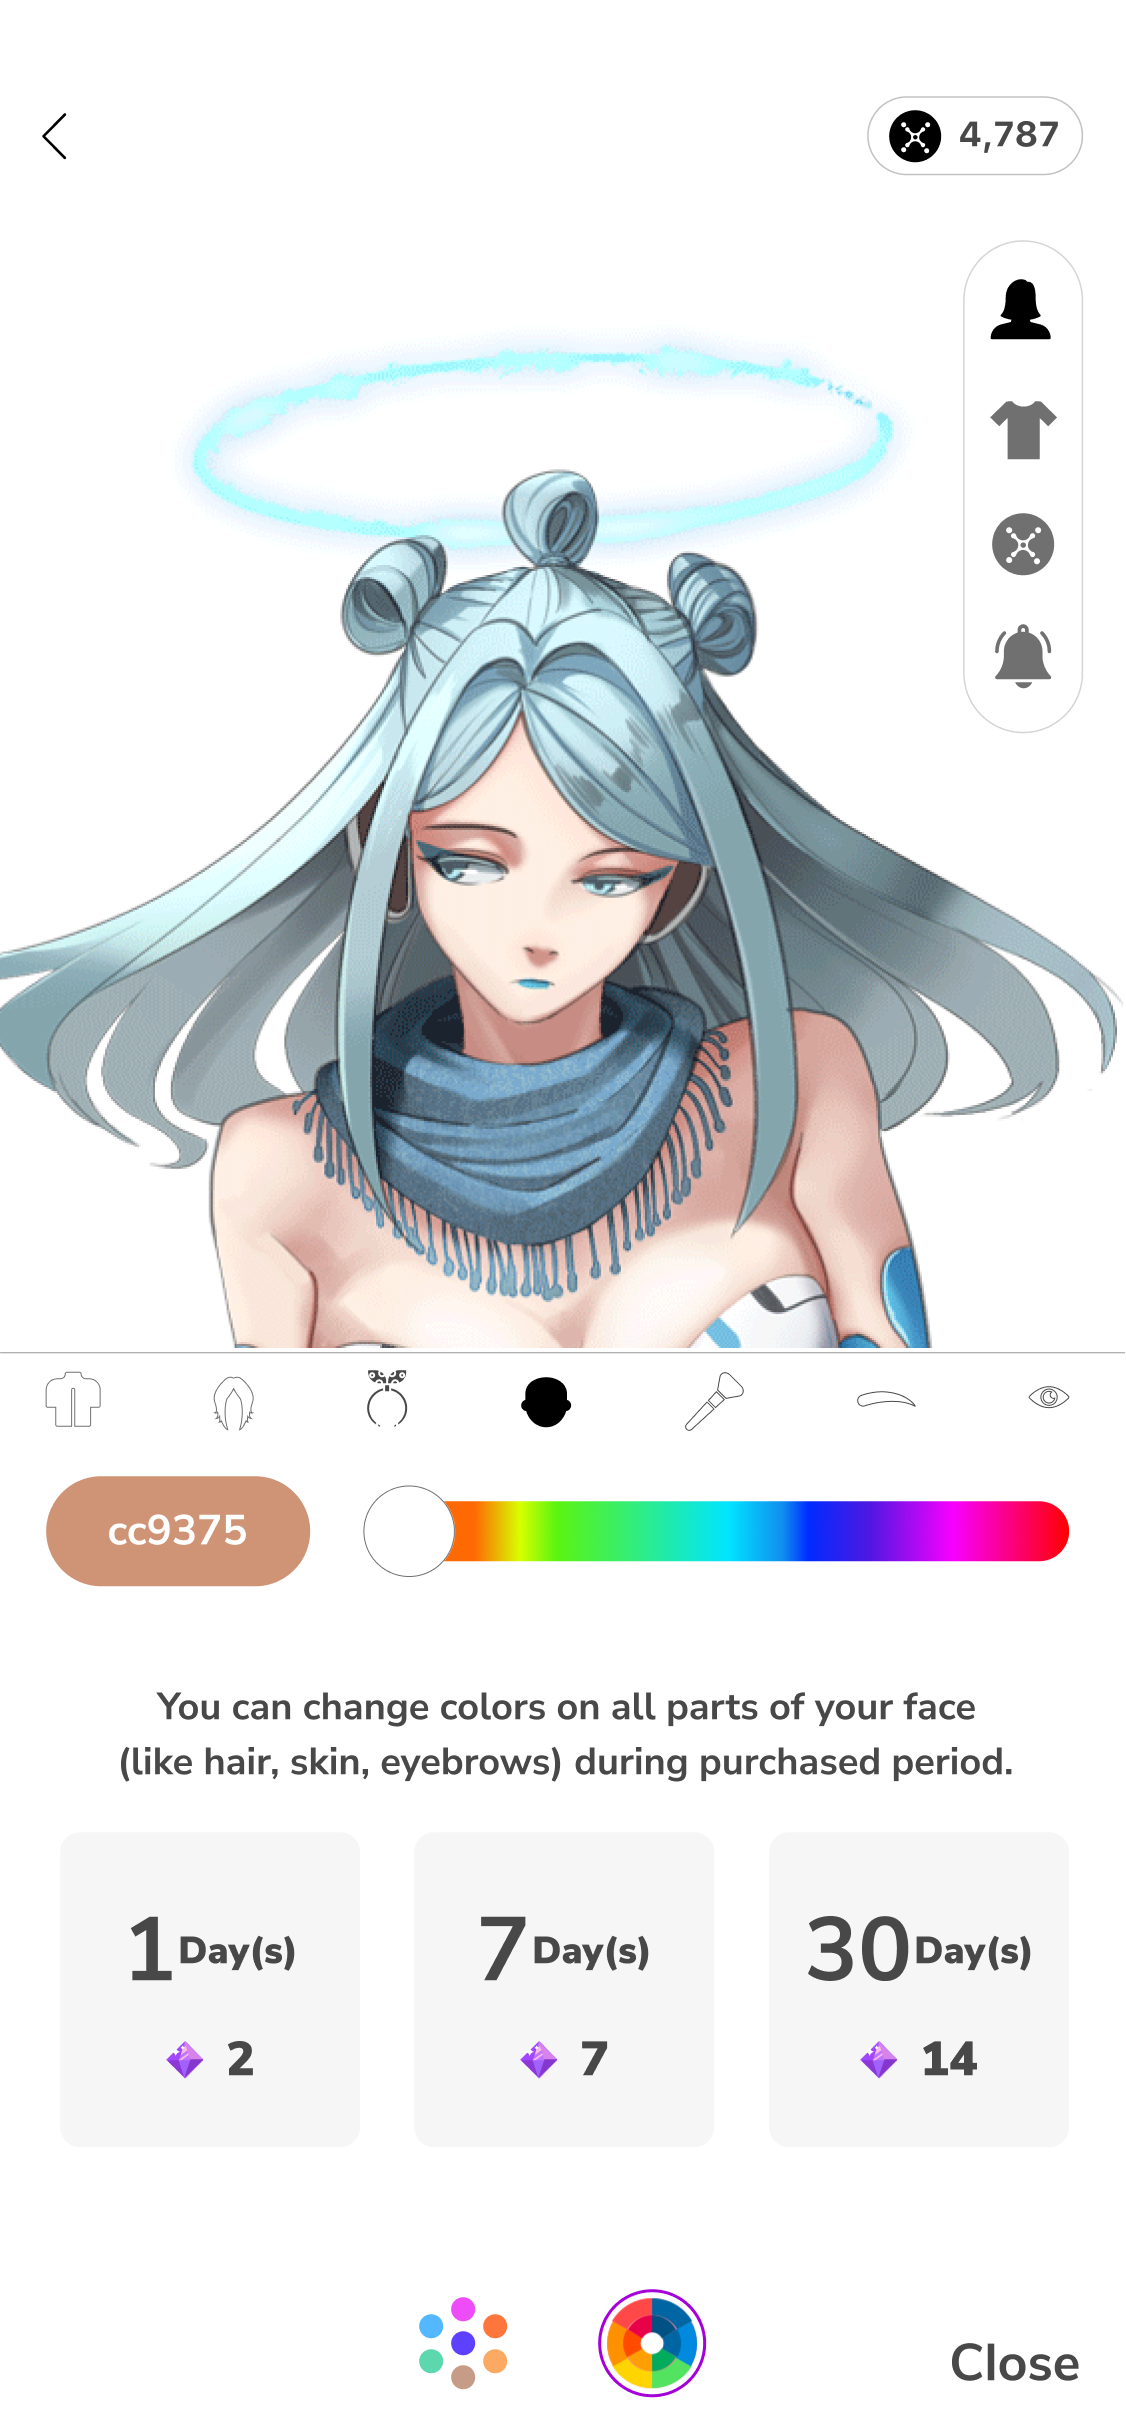 4,787
cc9375
You can change colors on all parts of your face
(like hair, skin, eyebrows) during purchased period.
1 Day(s)
2
7 Day(s)
7
30 Day(s)
14
Close